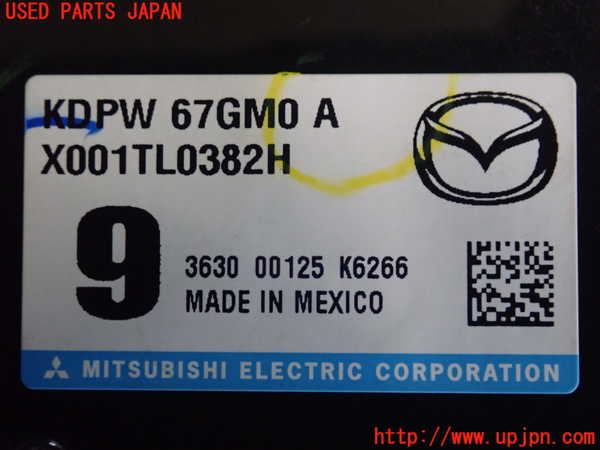 USED PARTS JAPAN
KDPW 67GM0 A
X001TL0382H
9
3630 00125 K6266
MADE IN MEXICO
MITSUBISHI ELECTRIC CORPORATION
(C) Copyright
www.upjpn.com